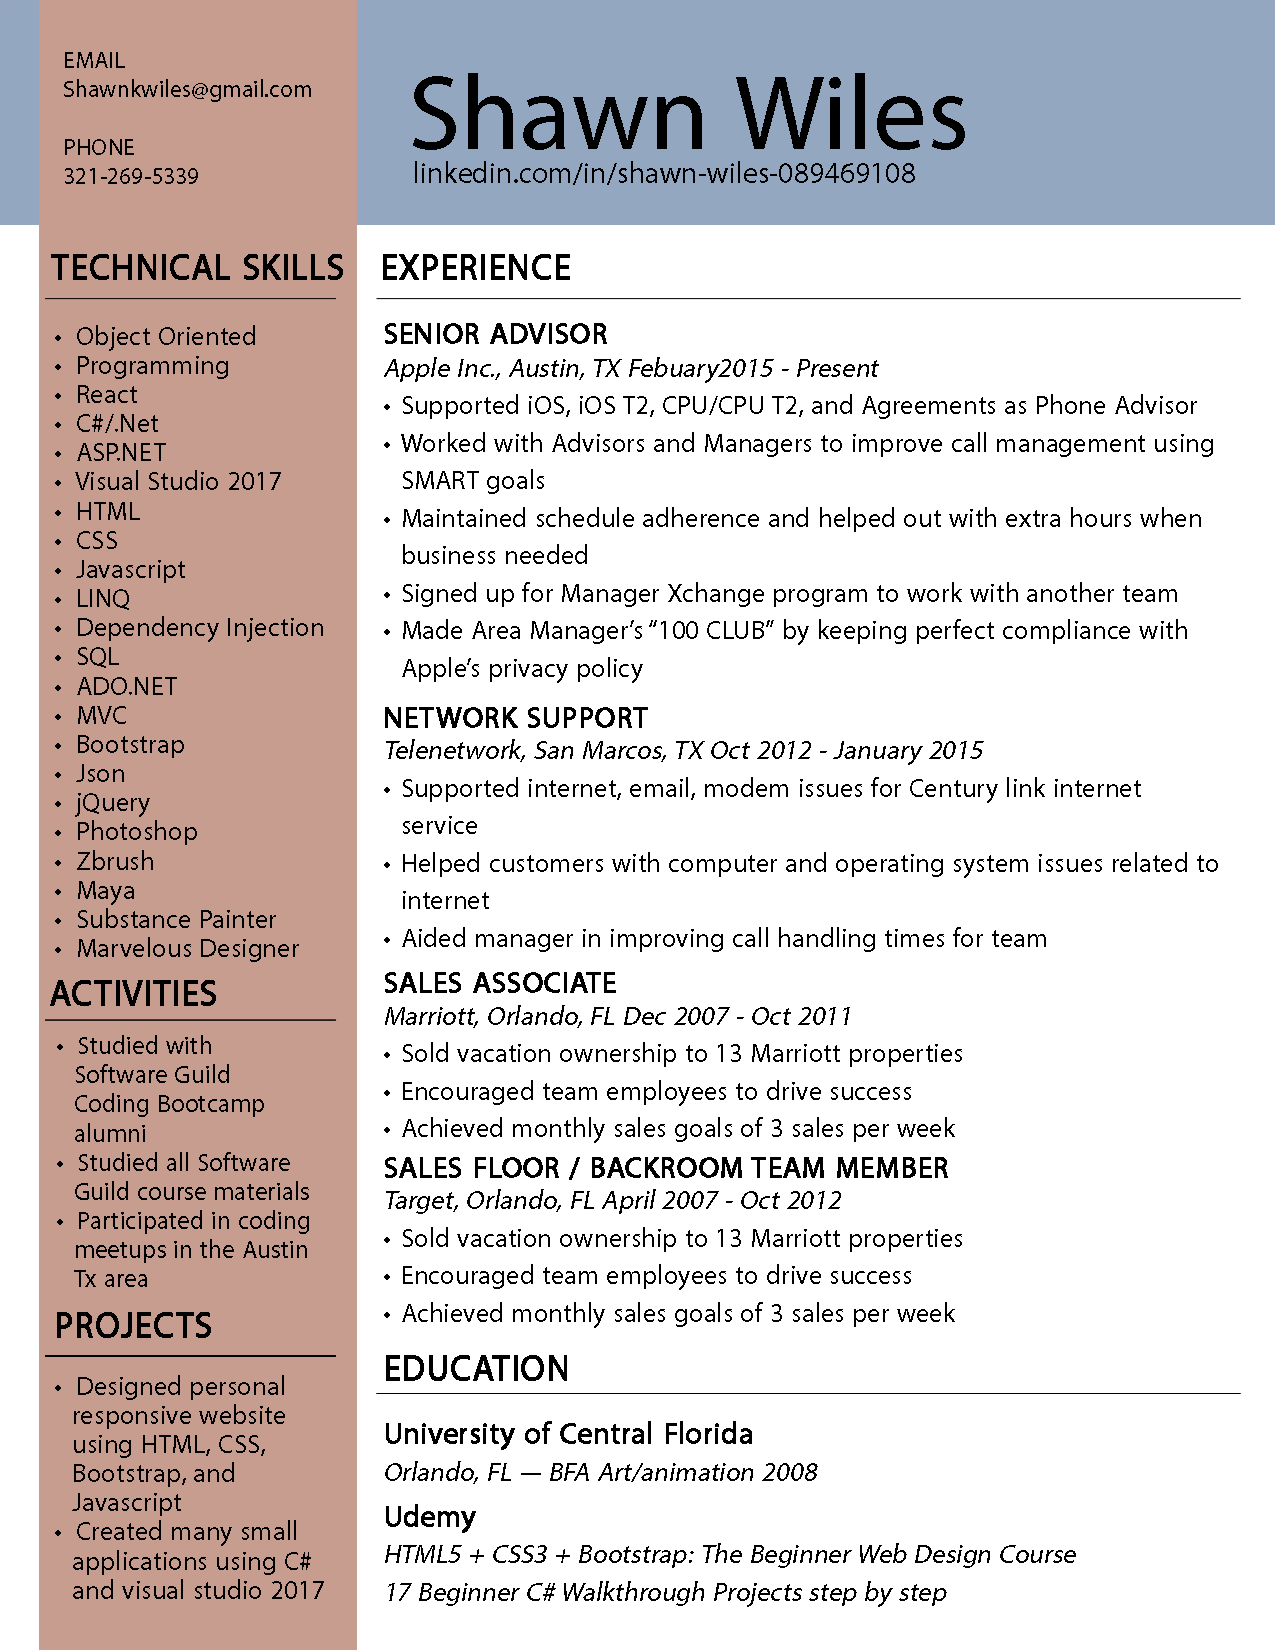 EMAIL
Shawnkwiles@gmail.com
PHONE
321-269-5339
Shawn Wiles
linkedin.com/in/shawn-wiles-089469108
TECHNICAL SKILLS
• Object Oriented
• Programming
• React
• C#/.Net
• ASP.NET
• Visual Studio 2017
• HTML
• CSS
• Javascript
• LINQ
• Dependency Injection
• SQL
• ADO.NET
• MVC
• Bootstrap
• Json
• jQuery
• Photoshop
• Zbrush
• Maya
• Substance Painter
• Marvelous Designer
ACTIVITIES
• Studied with
Software Guild
Coding Bootcamp
alumni
• Studied all Software
Guild course materials
• Participated in coding
meetups in the Austin
Tx area
PROJECTS
• Designed personal
responsive website
using HTML, CSS,
Bootstrap, and
Javascript
• Created many small
applications using C#
and visual studio 2017
EXPERIENCE
SENIOR ADVISOR
Apple Inc., Austin, TX Febuary2015 - Present
• Supported iOS, iOS T2, CPU/CPU T2, and Agreements as Phone Advisor
• Worked with Advisors and Managers to improve call management using
SMART goals
• Maintained schedule adherence and helped out with extra hours when
business needed
• Signed up for Manager Xchange program to work with another team
• Made Area Manager’s “100 CLUB” by keeping perfect compliance with
Apple’s privacy policy
NETWORK SUPPORT
Telenetwork, San Marcos, TX Oct 2012 - January 2015
• Supported internet, email, modem issues for Century link internet
service
• Helped customers with computer and operating system issues related to
internet
• Aided manager in improving call handling times for team
SALES ASSOCIATE
Marriott, Orlando, FL Dec 2007 - Oct 2011
• Sold vacation ownership to 13 Marriott properties
• Encouraged team employees to drive success
• Achieved monthly sales goals of 3 sales per week
SALES FLOOR / BACKROOM TEAM MEMBER
Target, Orlando, FL April 2007 - Oct 2012
• Sold vacation ownership to 13 Marriott properties
• Encouraged team employees to drive success
• Achieved monthly sales goals of 3 sales per week
EDUCATION
University of Central Florida
Orlando, FL — BFA Art/animation 2008
Udemy
HTML5 + CSS3 + Bootstrap: The Beginner Web Design Course
17 Beginner C# Walkthrough Projects step by step